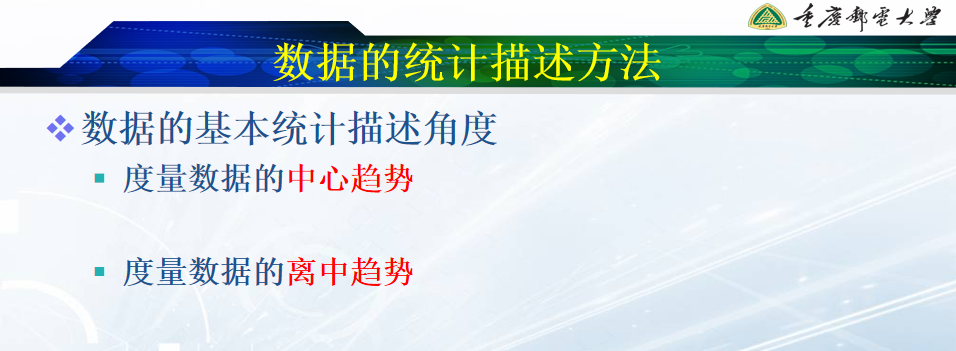 重庆邮电大学
数据的统计描述方法
数据的基本统计描述角度
度量数据的中心趋势
度量数据的离中趋势